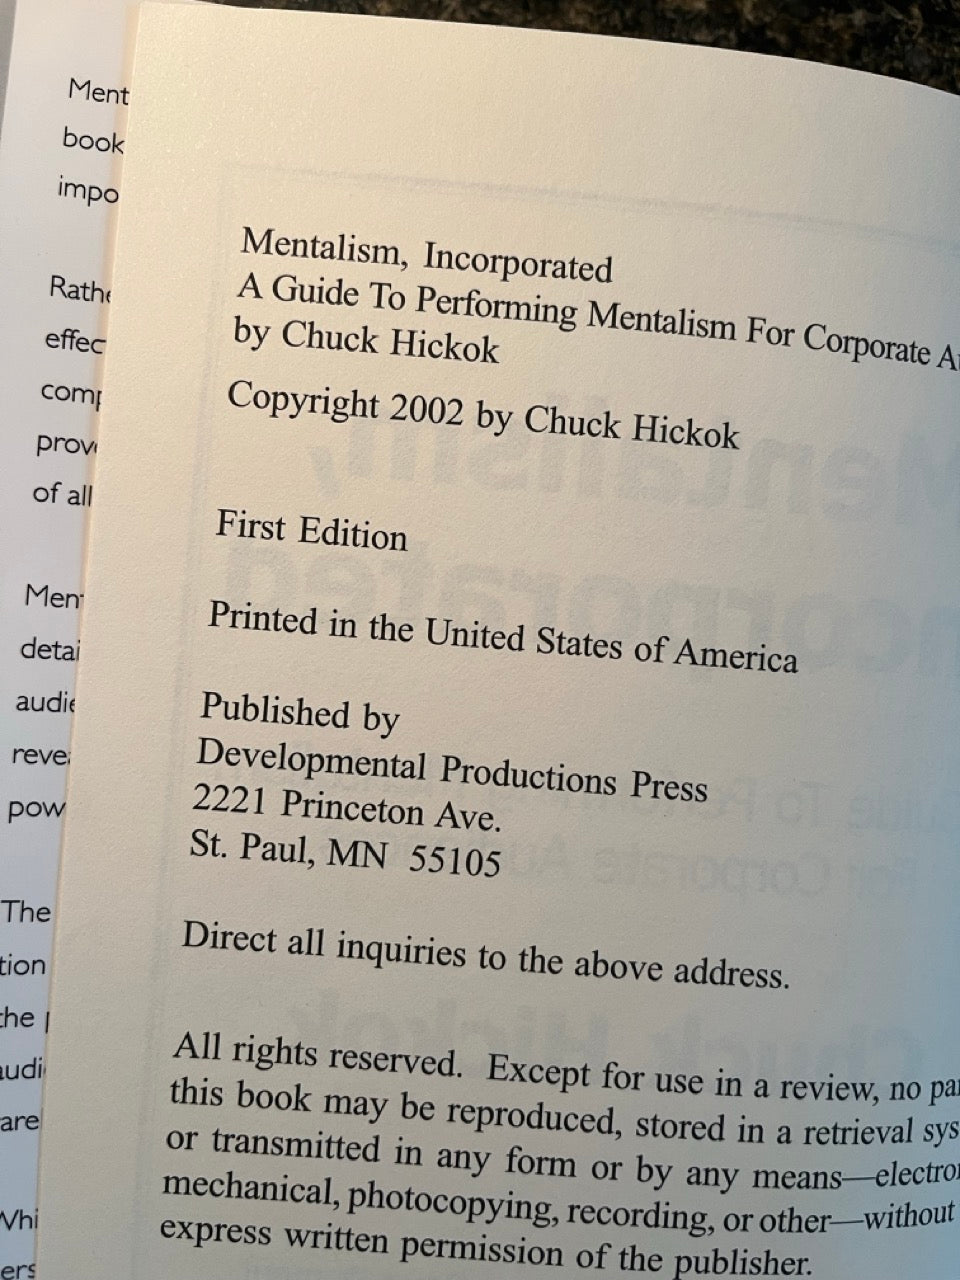 Ment
book
impo
Rathe
effec
comp
prov
of all
Men
detai
audie
reve
pow
The
tion
the
audi
are
Whi
ers
Mentalism, Incorporated
A Guide To Performing Mentalism For Corporate Au
by Chuck Hickok
Copyright 2002 by Chuck Hickok
First Edition
Printed in the United States of America
Published by
Developmental Productions Press
2221 Princeton Ave.
St. Paul, MN 55105
Direct all inquiries to the above address.
All rights reserved. Except for use in a review, no par
this book may be reproduced, stored in a retrieval sys
or transmitted in any form or by any means—electron
mechanical, photocopying, recording, or other—without
express written permission of the publisher.